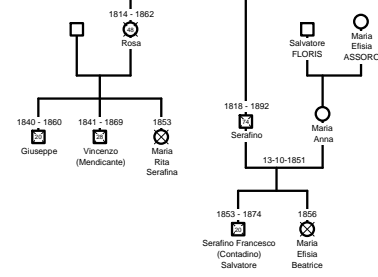 1814 - 1862
48
Rosa
Salvatore
FLORIS
Maria
Efisia
ASSORO
1840 - 1860
20
Giuseppe
1841 - 1869
28
Vincenzo
(Mendicante)
1853
Maria
Rita
Serafina
1818 - 1892
74
Serafino
Maria
Anna
13-10-1851
1853 - 1874
20
Serafino Francesco
(Contadino)
Salvatore
1856
Maria
Efisia
Beatrice